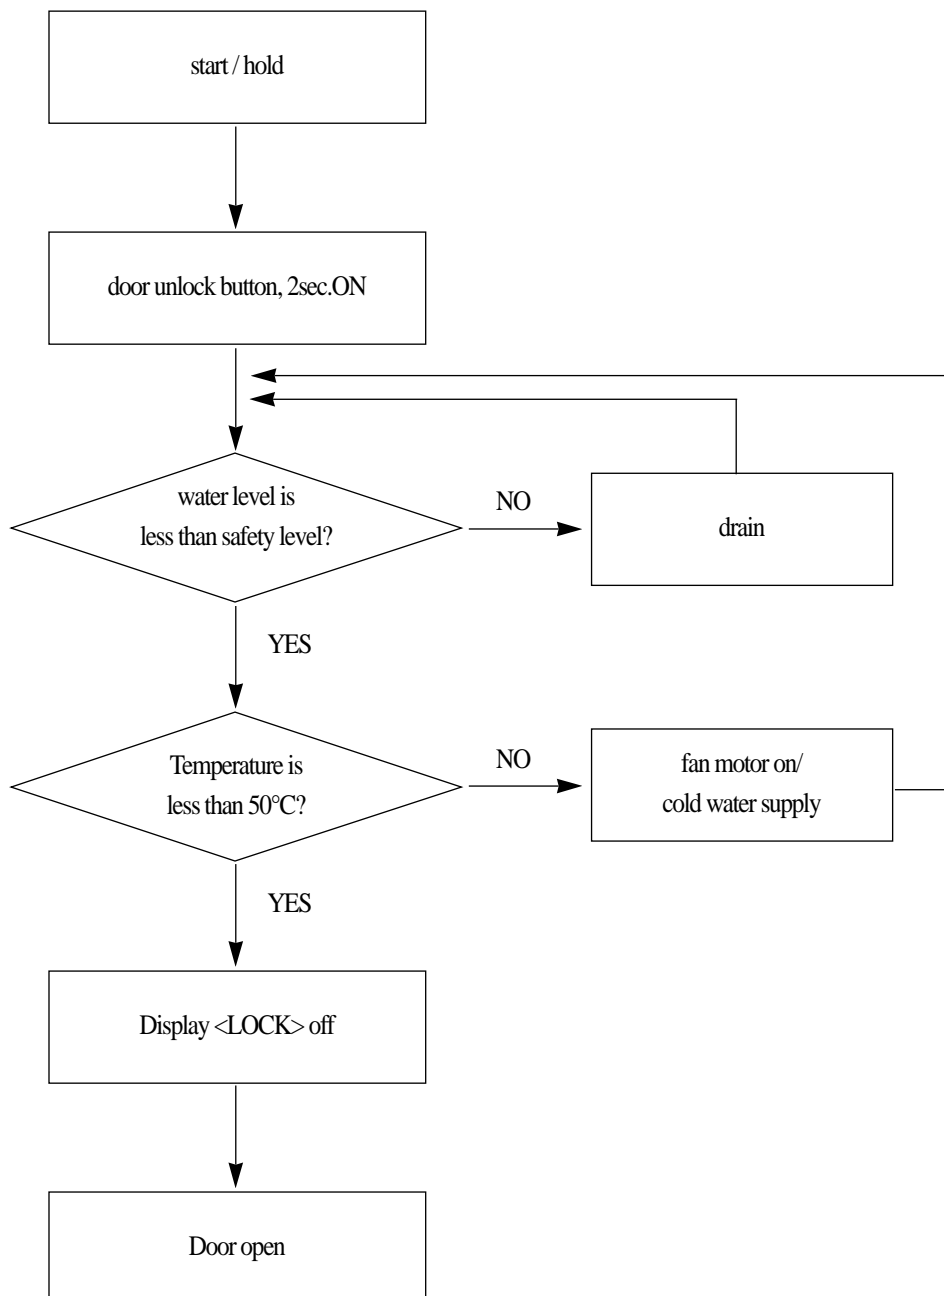 start / hold
door unlock button, 2sec.ON
water level is
less than safety level?
NO
drain
YES
Temperature is
less than 50°C?
NO
fan motor on/
cold water supply
YES
Display <LOCK> off
Door open